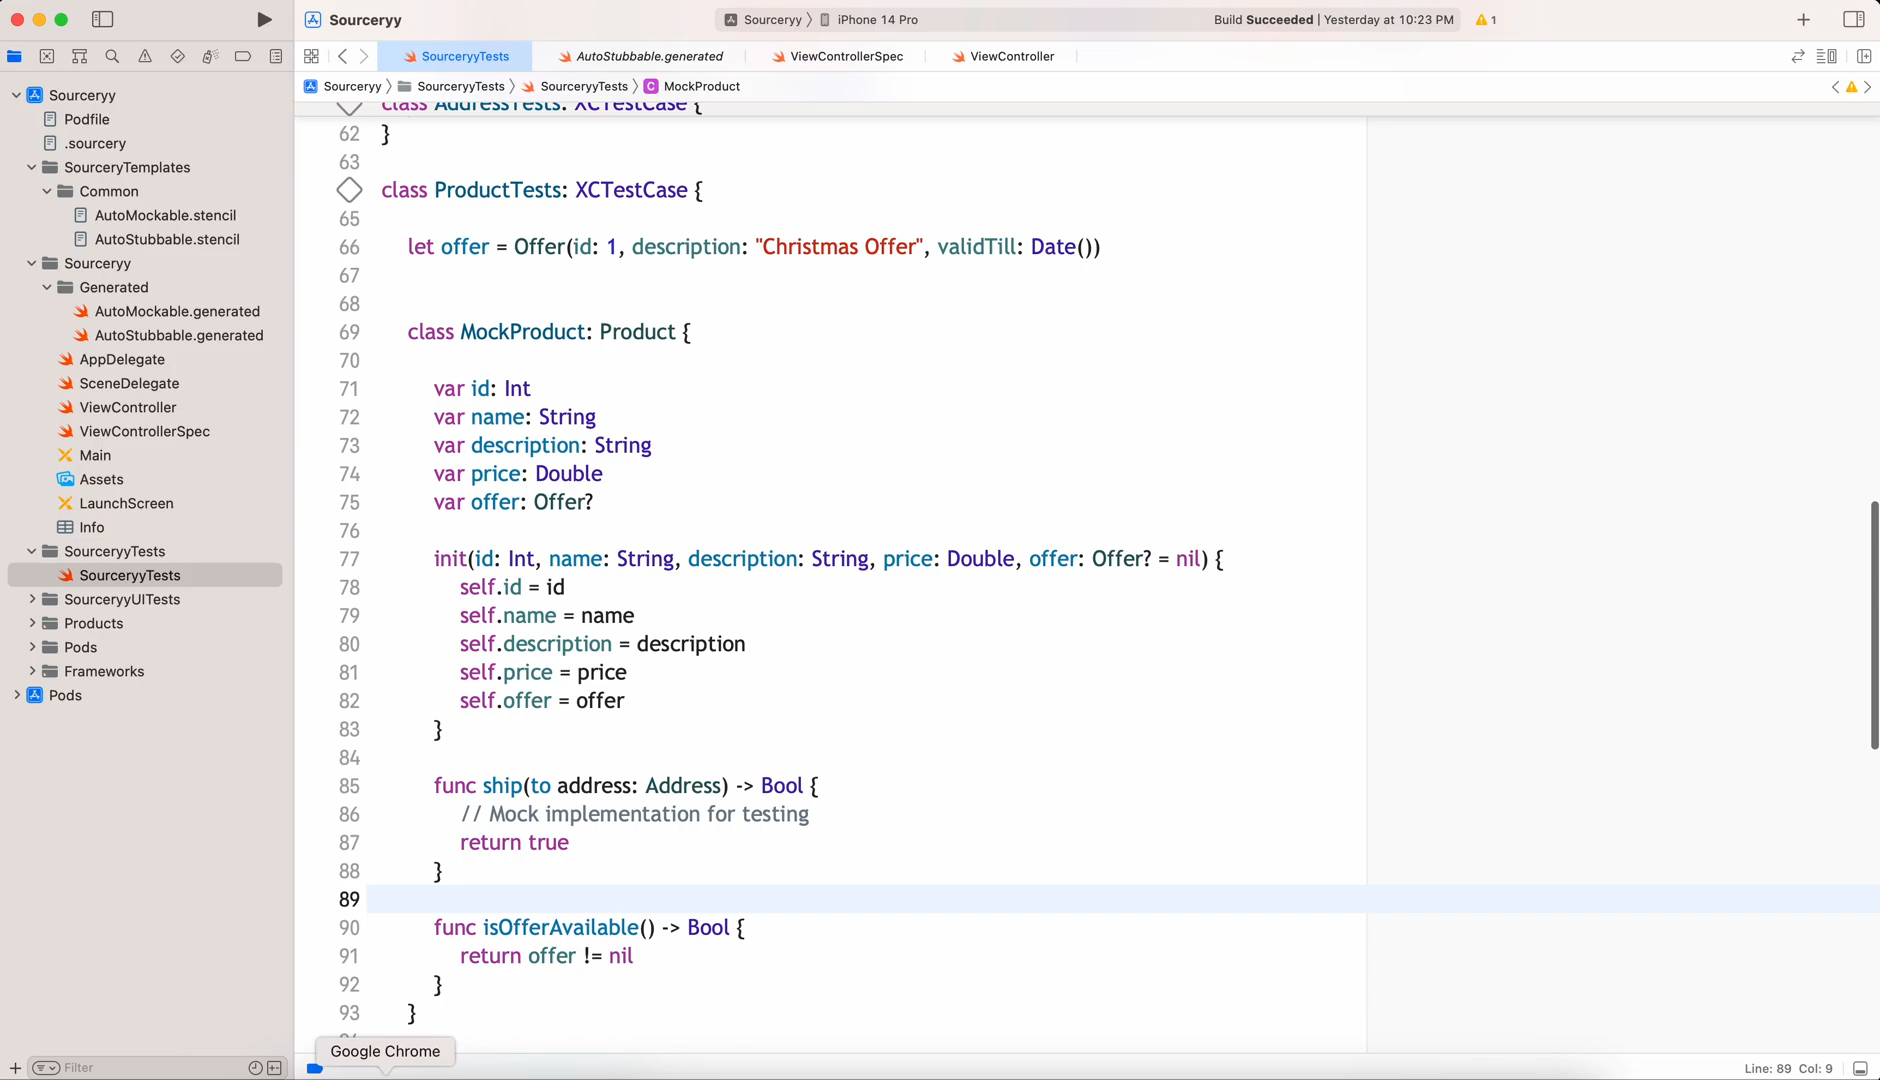 Sourceryy
Sourceryy
iPhone 14 Pro
Build Succeeded | Yesterday at 10:23 PM
1
SourceryyTests
AutoStubbable.generated
ViewControllerSpec
ViewController
Sourceryy
SourceryyTests
SourceryyTests
C
MockProduct
Sourceryy
Podfile
.sourcery
SourceryTemplates
Common
AutoMockable.stencil
AutoStubbable.stencil
Sourceryy
Generated
AutoMockable.generated
AutoStubbable.generated
AppDelegate
SceneDelegate
ViewController
ViewControllerSpec
Main
Assets
LaunchScreen
Info
SourceryyTests
SourceryyTests
SourceryyUITests
Products
Pods
Frameworks
Pods
Filter
class AddressTests: XCTestCase {
62 }
63
class ProductTests: XCTestCase {
65
66 let offer = Offer(id: 1, description: "Christmas Offer", validTill: Date())
67
68
69 class MockProduct: Product {
70
71 var id: Int
72 var name: String
73 var description: String
74 var price: Double
75 var offer: Offer?
76
77 init(id: Int, name: String, description: String, price: Double, offer: Offer? = nil) {
78 self.id = id
79 self.name = name
80 self.description = description
81 self.price = price
82 self.offer = offer
83 }
84
85 func ship(to address: Address) -> Bool {
86 // Mock implementation for testing
87 return true
88 }
89
90 func isOfferAvailable() -> Bool {
91 return offer != nil
92 }
93 }
Google Chrome
Line: 89 Col: 9